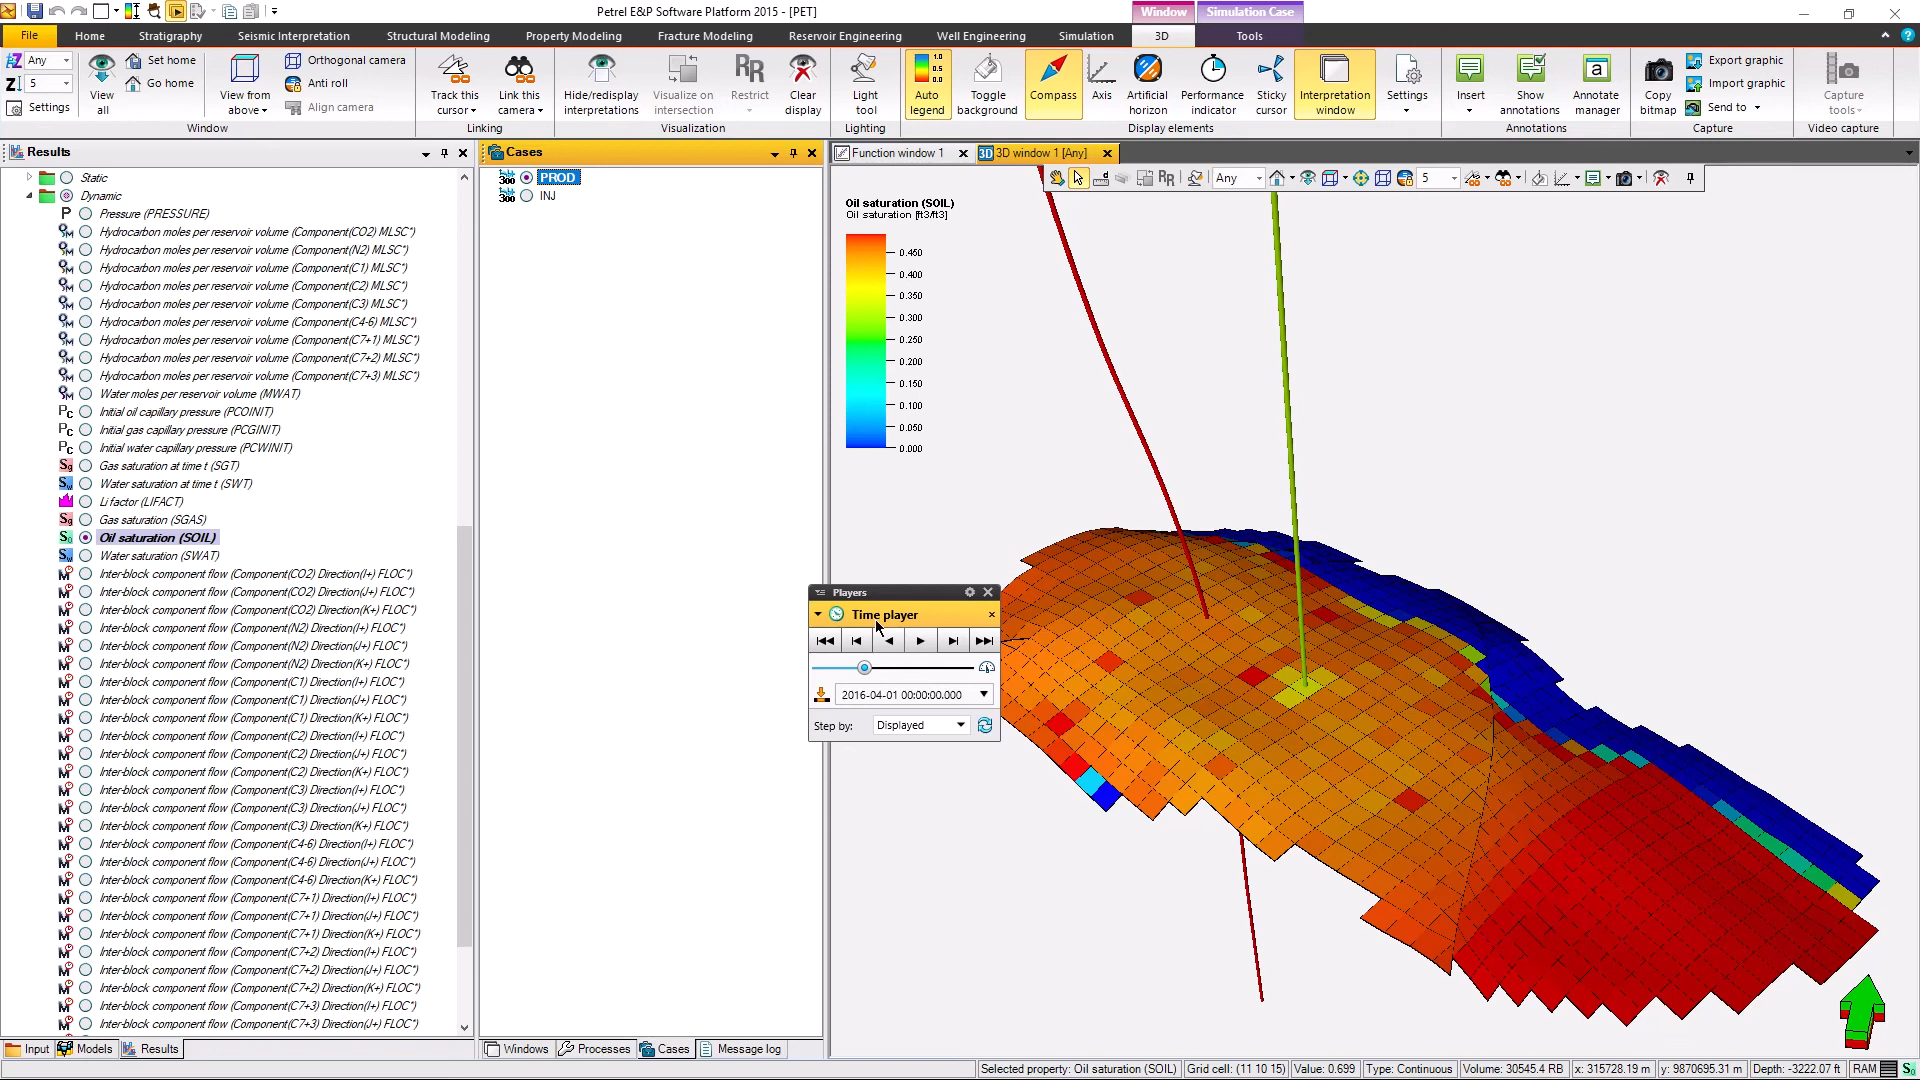 Petrel E&P Software Platform 2015 - [PET]
Window
Simulation Case
File
Home
Stratigraphy
Seismic Interpretation
Structural Modeling
Property Modeling
Fracture Modeling
Reservoir Engineering
Well Engineering
Simulation
3D
Tools
Any
5
Settings
View all
Set home
Go home
View from above
Orthogonal camera
Anti roll
Align camera
Track this cursor
Link this camera
Hide/redisplay interpretations
Visualize on intersection
Restrict
Clear display
Light tool
Auto legend
Toggle background
Compass
Axis
Artificial horizon
Performance indicator
Sticky cursor
Interpretation window
Settings
Insert
Show annotations
Annotate manager
Copy bitmap
Export graphic
Import graphic
Send to
Capture tools
Window
Linking
Visualization
Lighting
Display elements
Annotations
Capture
Video capture
Results
Static
Dynamic
Pressure (PRESSURE)
Hydrocarbon moles per reservoir volume (Component(CO2) MLSC*)
Hydrocarbon moles per reservoir volume (Component(N2) MLSC*)
Hydrocarbon moles per reservoir volume (Component(C1) MLSC*)
Hydrocarbon moles per reservoir volume (Component(C2) MLSC*)
Hydrocarbon moles per reservoir volume (Component(C3) MLSC*)
Hydrocarbon moles per reservoir volume (Component(C4-6) MLSC*)
Hydrocarbon moles per reservoir volume (Component(C7+1) MLSC*)
Hydrocarbon moles per reservoir volume (Component(C7+2) MLSC*)
Hydrocarbon moles per reservoir volume (Component(C7+3) MLSC*)
Water moles per reservoir volume (MWAT)
Initial oil capillary pressure (PCOINIT)
Initial gas capillary pressure (PCGINIT)
Initial water capillary pressure (PCWINIT)
Gas saturation at time t (SGT)
Water saturation at time t (SWT)
Li factor (LIFACT)
Gas saturation (SGAS)
Oil saturation (SOIL)
Water saturation (SWAT)
Inter-block component flow (Component(CO2) Direction(I+) FLOC*)
Inter-block component flow (Component(CO2) Direction(J+) FLOC*)
Inter-block component flow (Component(CO2) Direction(K+) FLOC*)
Inter-block component flow (Component(N2) Direction(I+) FLOC*)
Inter-block component flow (Component(N2) Direction(J+) FLOC*)
Inter-block component flow (Component(N2) Direction(K+) FLOC*)
Inter-block component flow (Component(C1) Direction(I+) FLOC*)
Inter-block component flow (Component(C1) Direction(J+) FLOC*)
Inter-block component flow (Component(C1) Direction(K+) FLOC*)
Inter-block component flow (Component(C2) Direction(I+) FLOC*)
Inter-block component flow (Component(C2) Direction(J+) FLOC*)
Inter-block component flow (Component(C2) Direction(K+) FLOC*)
Inter-block component flow (Component(C3) Direction(I+) FLOC*)
Inter-block component flow (Component(C3) Direction(J+) FLOC*)
Inter-block component flow (Component(C3) Direction(K+) FLOC*)
Inter-block component flow (Component(C4-6) Direction(I+) FLOC*)
Inter-block component flow (Component(C4-6) Direction(J+) FLOC*)
Inter-block component flow (Component(C4-6) Direction(K+) FLOC*)
Inter-block component flow (Component(C7+1) Direction(I+) FLOC*)
Inter-block component flow (Component(C7+1) Direction(J+) FLOC*)
Inter-block component flow (Component(C7+1) Direction(K+) FLOC*)
Inter-block component flow (Component(C7+2) Direction(I+) FLOC*)
Inter-block component flow (Component(C7+2) Direction(J+) FLOC*)
Inter-block component flow (Component(C7+2) Direction(K+) FLOC*)
Inter-block component flow (Component(C7+3) Direction(I+) FLOC*)
Inter-block component flow (Component(C7+3) Direction(J+) FLOC*)
Input
Models
Results
Cases
300 PROD
300 INJ
Windows
Processes
Cases
Message log
Function window 1
3D 3D window 1 [Any]
Any
5
Oil saturation (SOIL)
Oil saturation [ft3/ft3]
0.450
0.400
0.350
0.300
0.250
0.200
0.150
0.100
0.050
0.000
Players
Time player
2016-04-01 00:00:00.000
Step by:
Displayed
Selected property: Oil saturation (SOIL)
Grid cell: (11 10 15)
Value: 0.699
Type: Continuous
Volume: 30545.4 RB
x: 315728.19 m
y: 9870695.31 m
Depth: -3222.07 ft
RAM